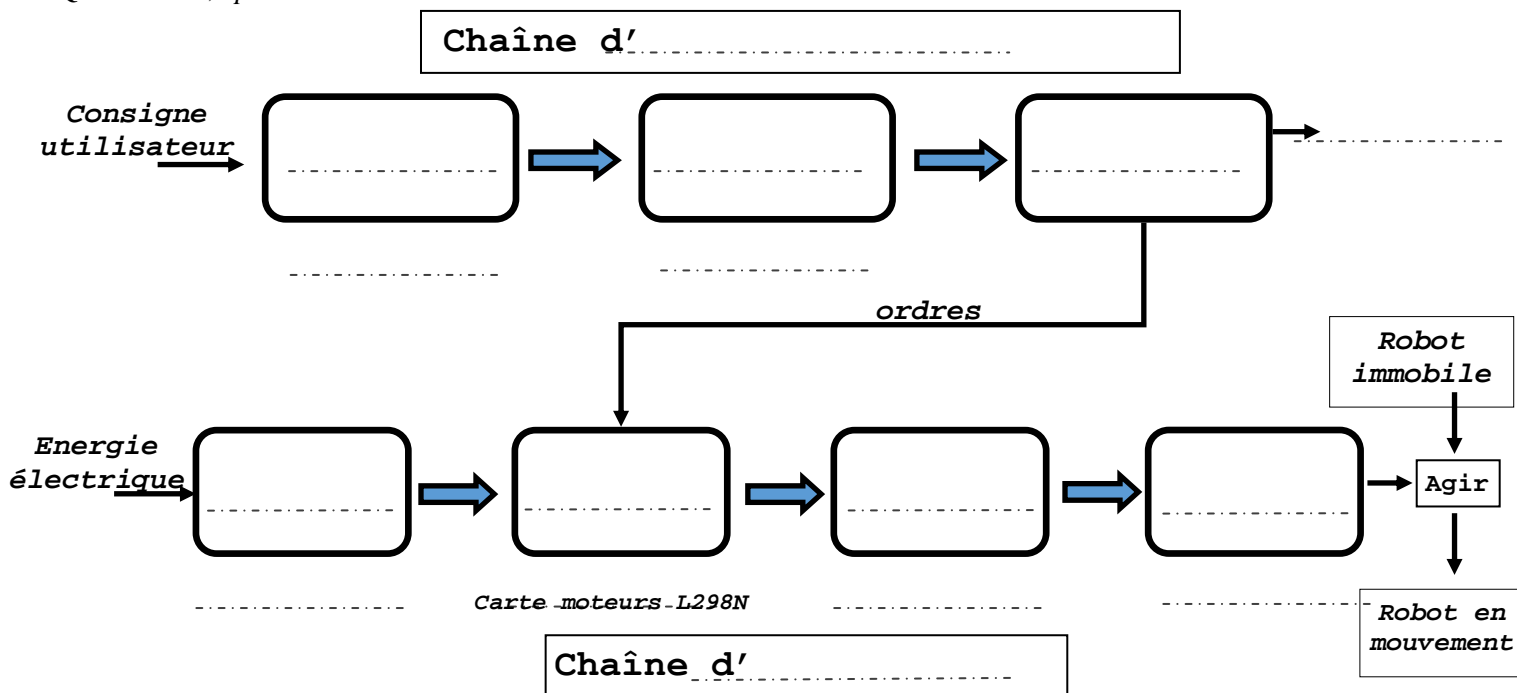 Chaîne d'
Consigne
utilisateur
ordres
Robot
immobile
Energie
électrique
Agir
Carte moteurs L298N
Robot en
mouvement
Chaîne d'